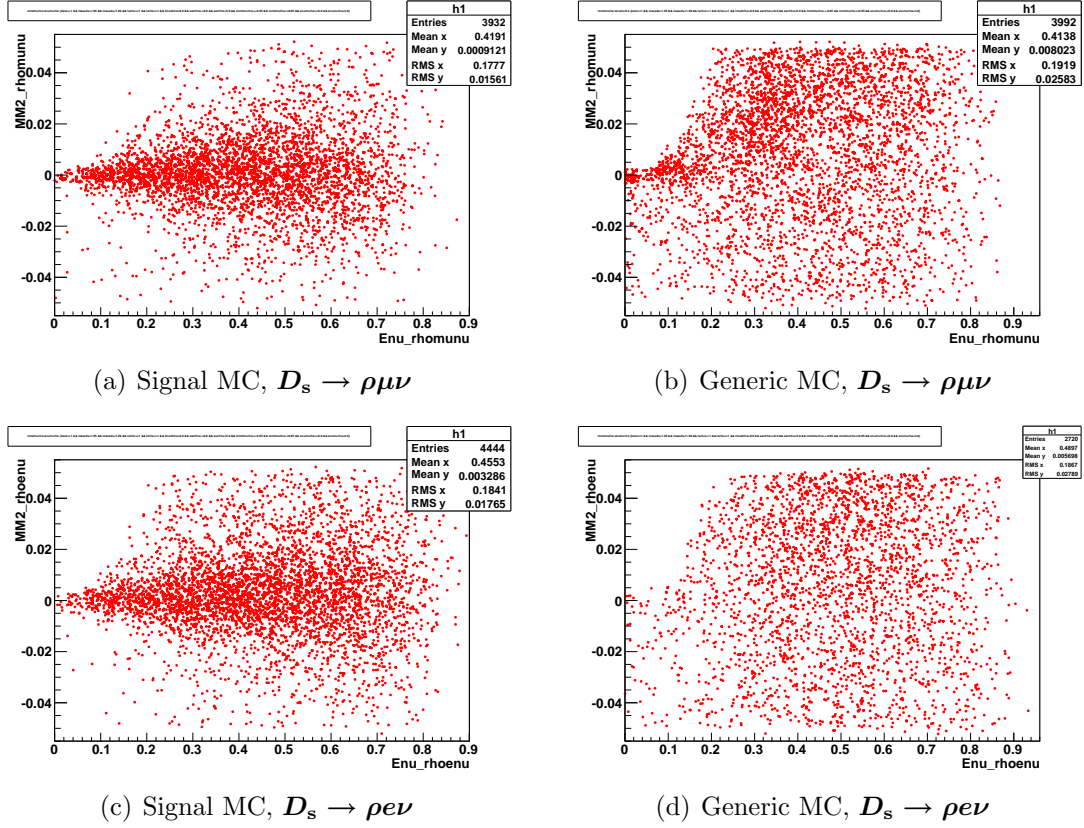 h1
Entries 3932
Mean x 0.4191
Mean y 0.0009121
RMS x 0.1777
RMS y 0.01561
MM2_rhomunu
0.04
0.02
0
-0.02
-0.04
0 0.1 0.2 0.3 0.4 0.5 0.6 0.7 0.8 0.9
Enu_rhomunu
(a) Signal MC, D_s → ρμν
h1
Entries 3992
Mean x 0.4138
Mean y 0.008023
RMS x 0.1919
RMS y 0.02583
MM2_rhomunu
0.04
0.02
0
-0.02
-0.04
0 0.1 0.2 0.3 0.4 0.5 0.6 0.7 0.8 0.9
Enu_rhomunu
(b) Generic MC, D_s → ρμν
h1
Entries 4444
Mean x 0.4553
Mean y 0.003286
RMS x 0.1841
RMS y 0.01765
MM2_rhoenu
0.04
0.02
0
-0.02
-0.04
0 0.1 0.2 0.3 0.4 0.5 0.6 0.7 0.8 0.9
Enu_rhoenu
(c) Signal MC, D_s → ρeν
h1
Entries 2720
Mean x 0.4897
Mean y 0.005698
RMS x 0.1867
RMS y 0.02789
MM2_rhoenu
0.04
0.02
0
-0.02
-0.04
0 0.1 0.2 0.3 0.4 0.5 0.6 0.7 0.8 0.9
Enu_rhoenu
(d) Generic MC, D_s → ρeν